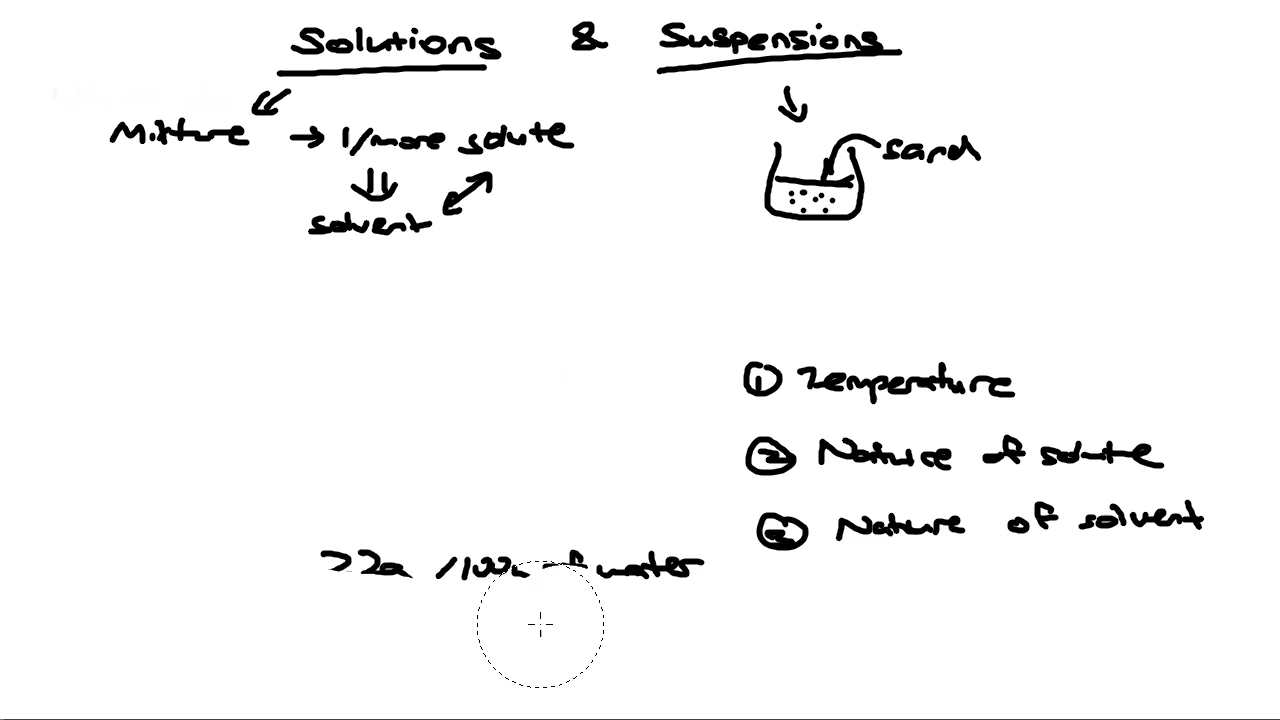 Solutions & Suspensions
Mixture → 1/more solute
solvent
sand
① Temperature
② Nature of solute
③ Nature of solvent
of water